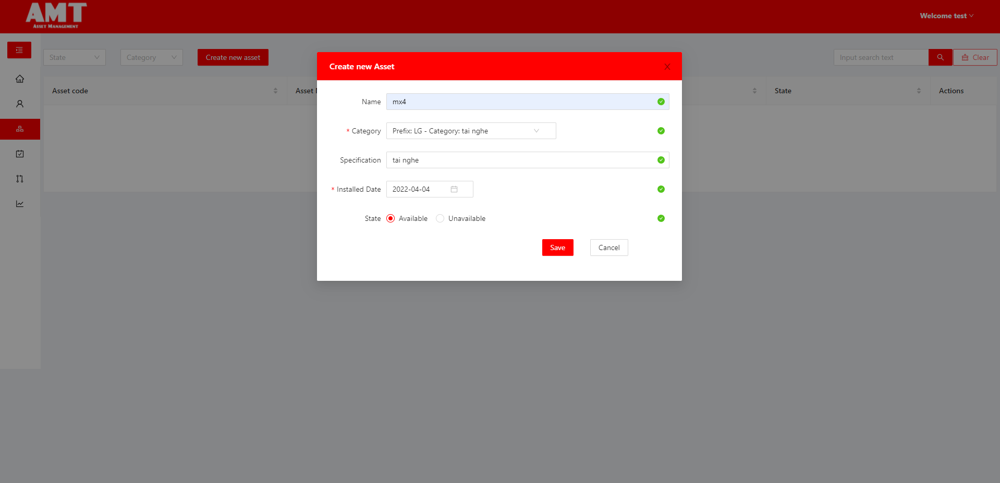 AMT
ASSET MANAGEMENT
Welcome test
State
Category
Create new asset
Input search text
Clear
Asset code
Asset
State
Actions
Create new Asset
Name
mx4
* Category
Prefix: LG - Category: tai nghe
Specification
tai nghe
* Installed Date
2022-04-04
State
Available
Unavailable
Save
Cancel